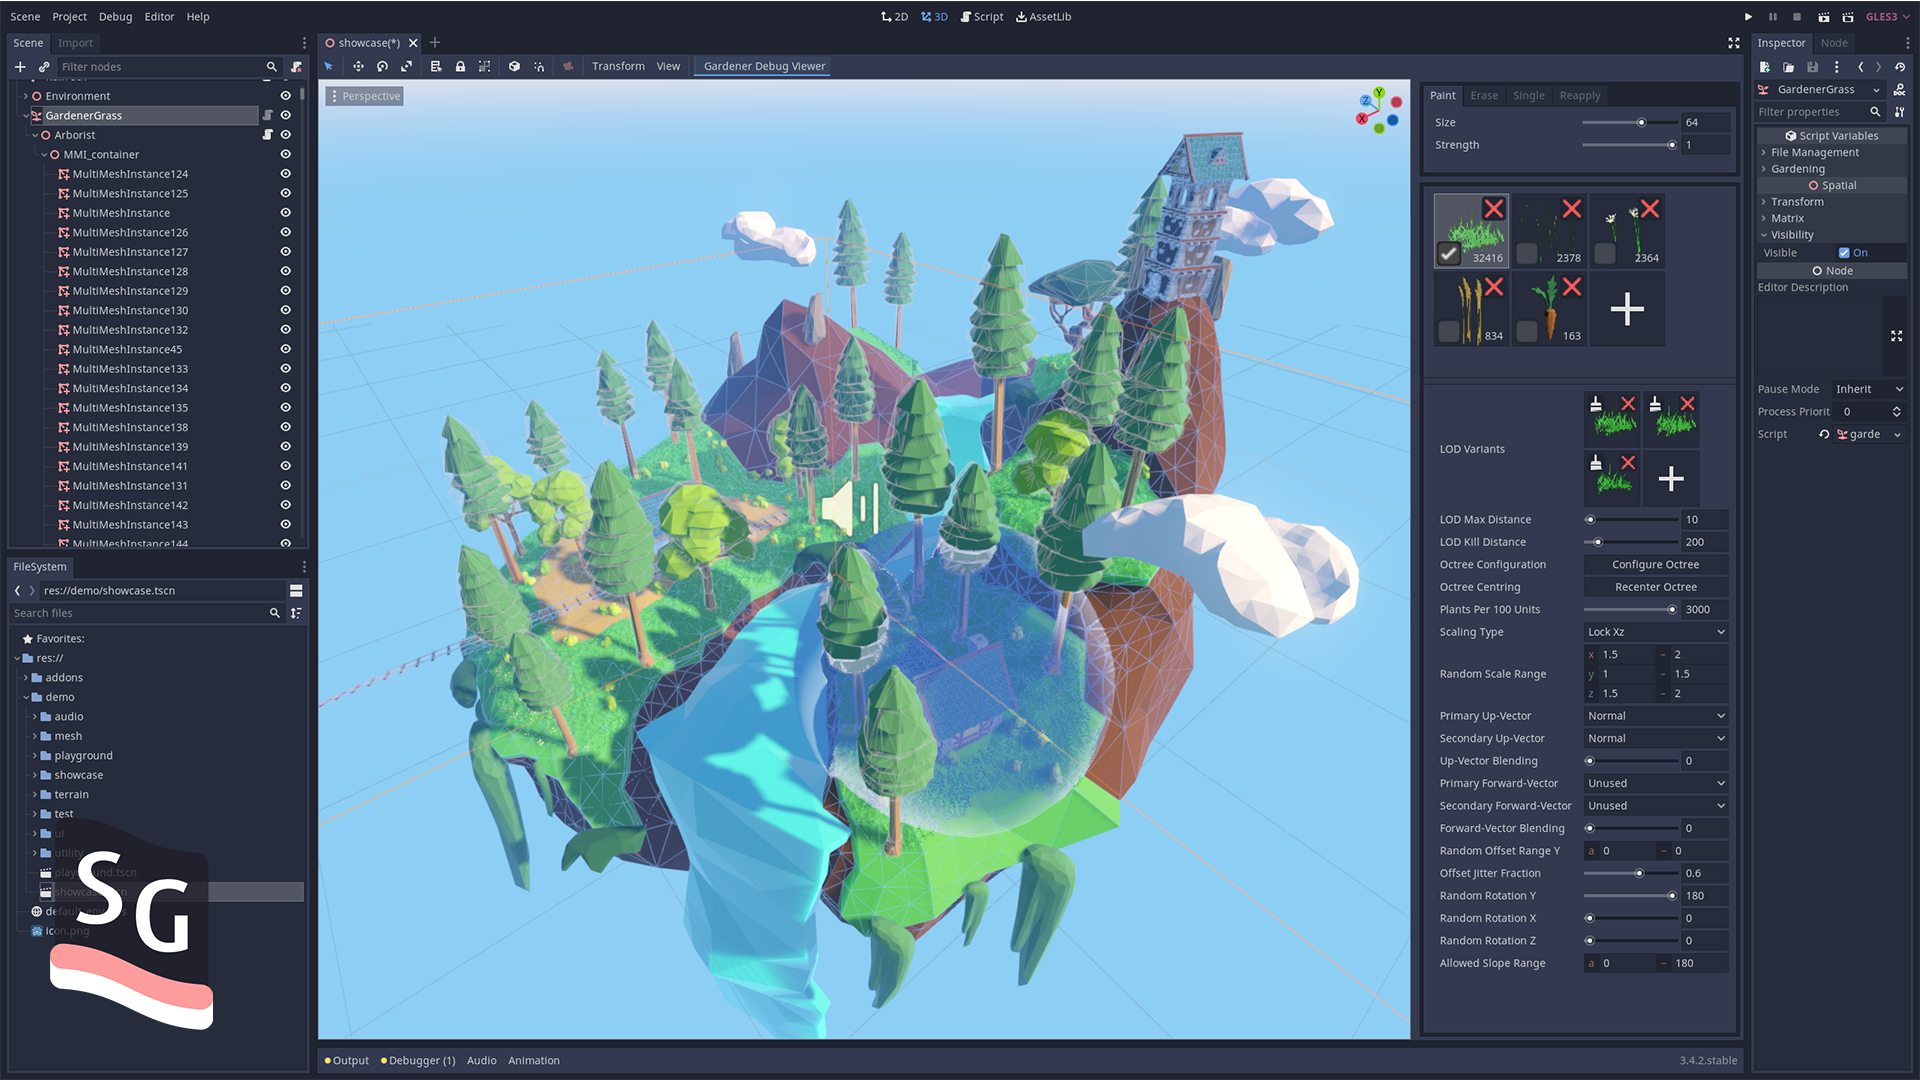 Scene Project Debug Editor Help
2D 3D Script AssetLib
GLES3
Scene Import
Filter nodes
Environment
GardenerGrass
Arborist
MMI_container
MultiMeshInstance124
MultiMeshInstance125
MultiMeshInstance
MultiMeshInstance126
MultiMeshInstance127
MultiMeshInstance128
MultiMeshInstance129
MultiMeshInstance130
MultiMeshInstance132
MultiMeshInstance45
MultiMeshInstance133
MultiMeshInstance134
MultiMeshInstance135
MultiMeshInstance138
MultiMeshInstance139
MultiMeshInstance141
MultiMeshInstance131
MultiMeshInstance142
MultiMeshInstance143
MultiMeshInstance144
FileSystem
res://demo/showcase.tscn
Search files
Favorites:
res://
addons
demo
audio
mesh
playground
showcase
terrain
test
ui
utility
icon.png
SG
showcase(*)
Transform View Gardener Debug Viewer
Perspective
Y
Z
X
Output Debugger (1) Audio Animation
3.4.2.stable
Paint Erase Single Reapply
Size 64
Strength 1
32416 2378 2364
834 163
LOD Variants
LOD Max Distance 10
LOD Kill Distance 200
Octree Configuration Configure Octree
Octree Centring Recenter Octree
Plants Per 100 Units 3000
Scaling Type Lock Xz
x 1.5 – 2
Random Scale Range y 1 – 1.5
z 1.5 – 2
Primary Up-Vector Normal
Secondary Up-Vector Normal
Up-Vector Blending 0
Primary Forward-Vector Unused
Secondary Forward-Vector Unused
Forward-Vector Blending 0
Random Offset Range Y a 0 – 0
Offset Jitter Fraction 0.6
Random Rotation Y 180
Random Rotation X 0
Random Rotation Z 0
Allowed Slope Range a 0 – 180
Inspector Node
GardenerGrass
Filter properties
Script Variables
File Management
Gardening
Spatial
Transform
Matrix
Visibility
Visible On
Node
Editor Description
Pause Mode Inherit
Process Priorit 0
Script garde